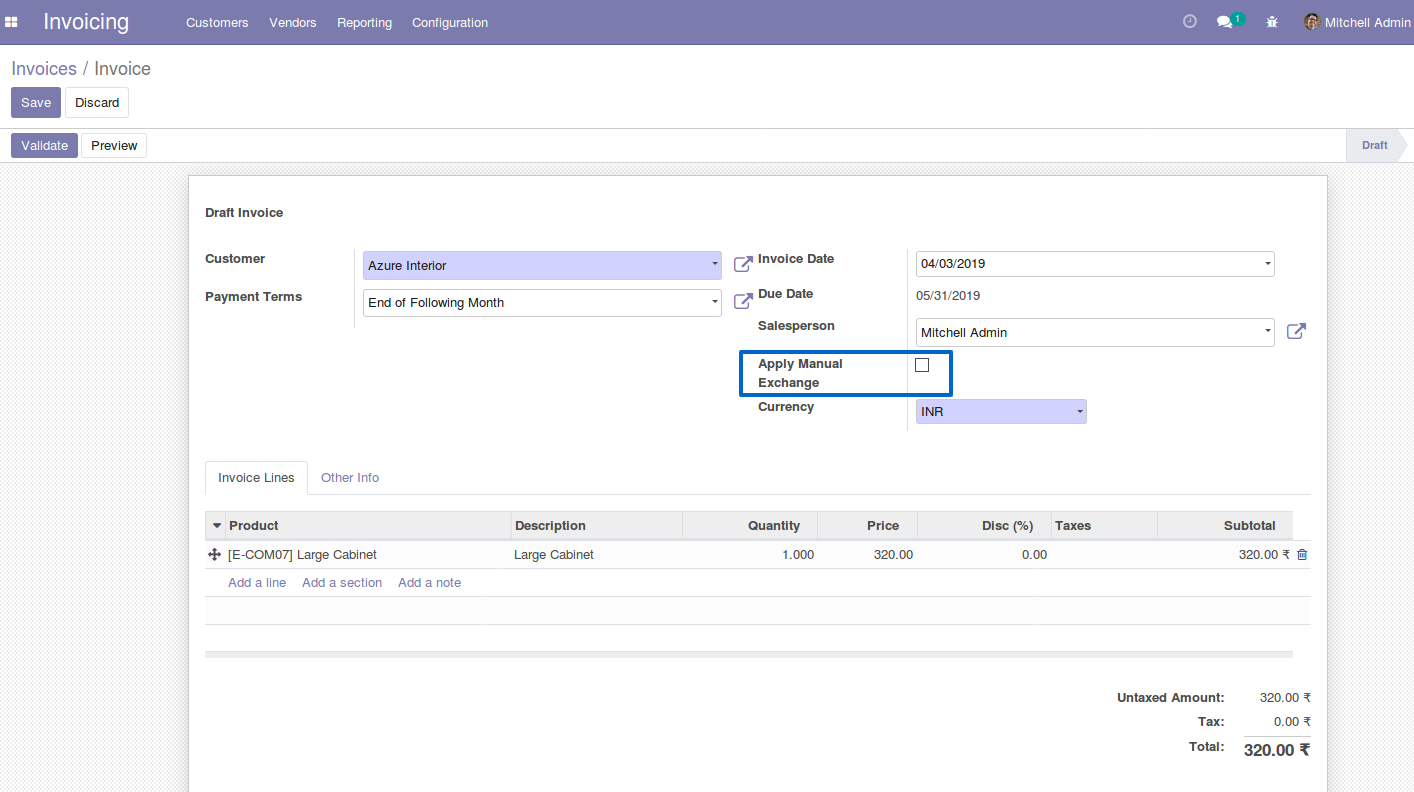 Invoicing Customers Vendors Reporting Configuration 1 Mitchell Admin
Invoices / Invoice
Save Discard
Validate Preview Draft
Draft Invoice
Customer Azure Interior Invoice Date 04/03/2019
Payment Terms End of Following Month Due Date 05/31/2019
Salesperson Mitchell Admin
Apply Manual
Exchange
Currency INR
Invoice Lines Other Info
Product Description Quantity Price Disc (%) Taxes Subtotal
[E-COM07] Large Cabinet Large Cabinet 1.000 320.00 0.00 320.00 ₹
Add a line Add a section Add a note
Untaxed Amount: 320.00 ₹
Tax: 0.00 ₹
Total: 320.00 ₹